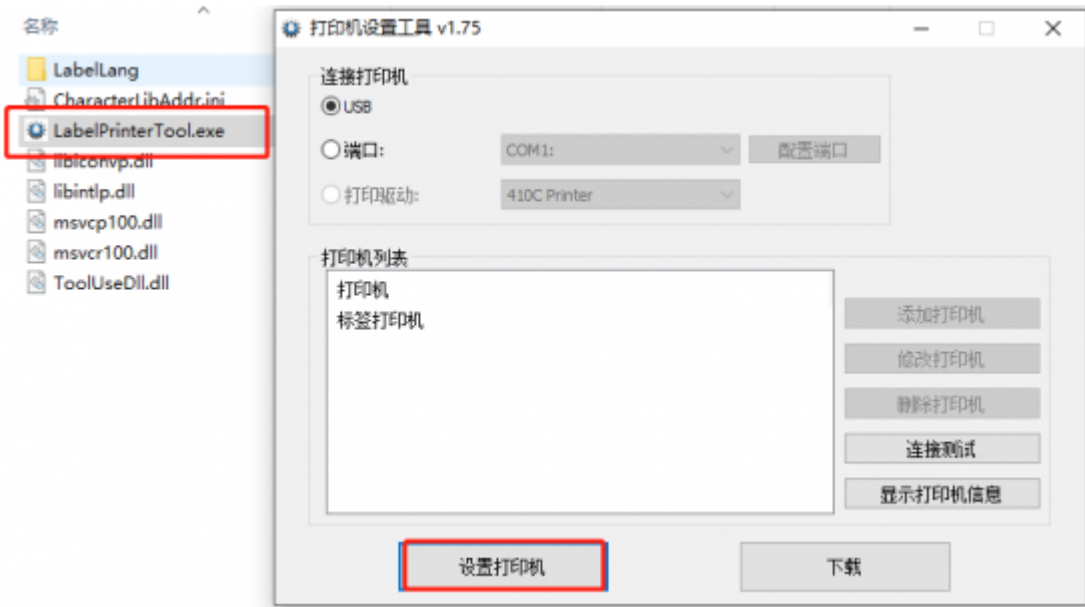 名称
LabelLang
CharacterLibAddr.ini
LabelPrinterTool.exe
libiconvp.dll
libintlp.dll
msvcp100.dll
msvcr100.dll
ToolUseDll.dll
打印机设置工具 v1.75
连接打印机
USB
端口:
COM1:
配置端口
打印驱动:
410C Printer
打印机列表
打印机
标签打印机
添加打印机
修改打印机
删除打印机
连接测试
显示打印机信息
设置打印机
下载